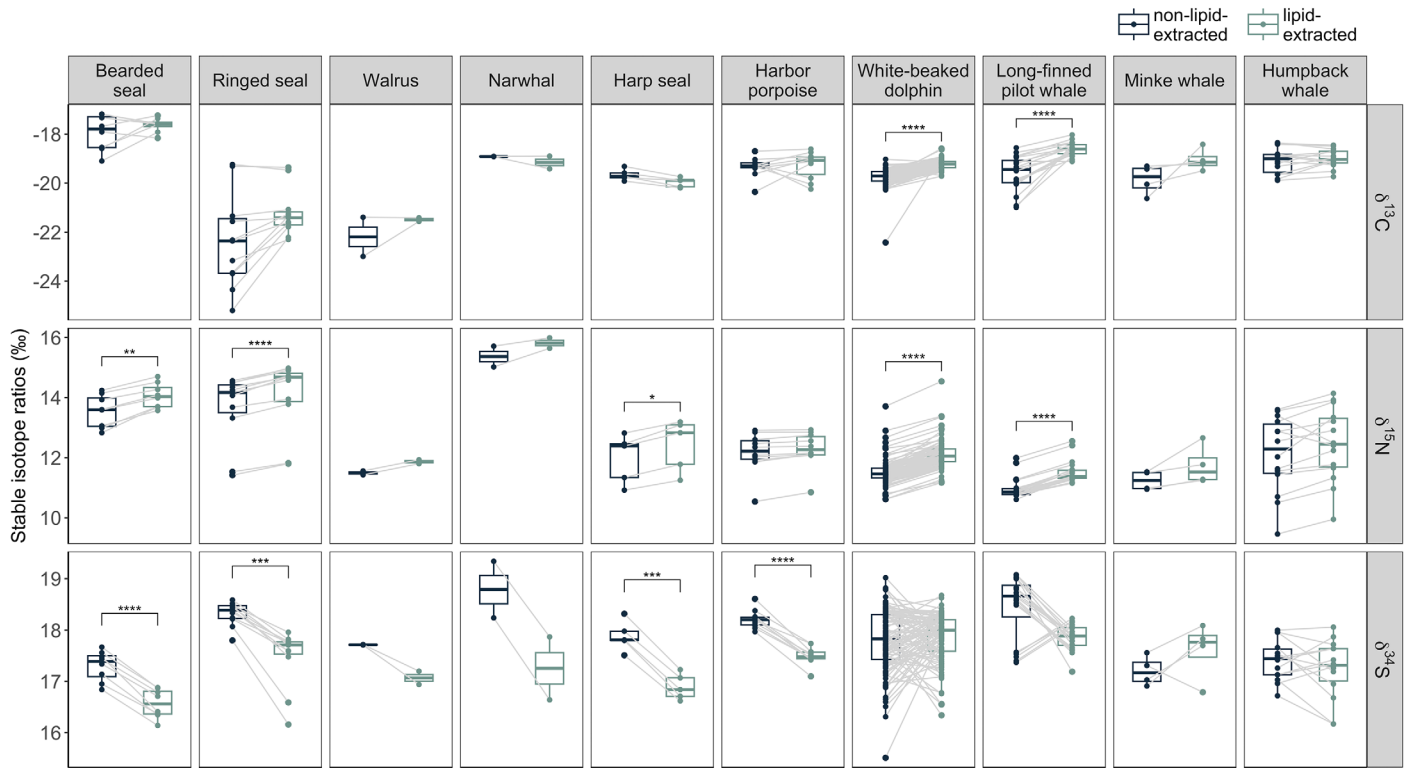 non-lipid-
extracted
lipid-
extracted
Bearded
seal
Ringed seal
Walrus
Narwhal
Harp seal
Harbor
porpoise
White-beaked
dolphin
Long-finned
pilot whale
Minke whale
Humpback
whale
Stable isotope ratios (‰)
-18
-20
-22
-24
****
****
δ¹³C
16
14
12
10
**
****
*
****
****
δ¹⁵N
19
18
17
16
****
***
***
****
δ³⁴S